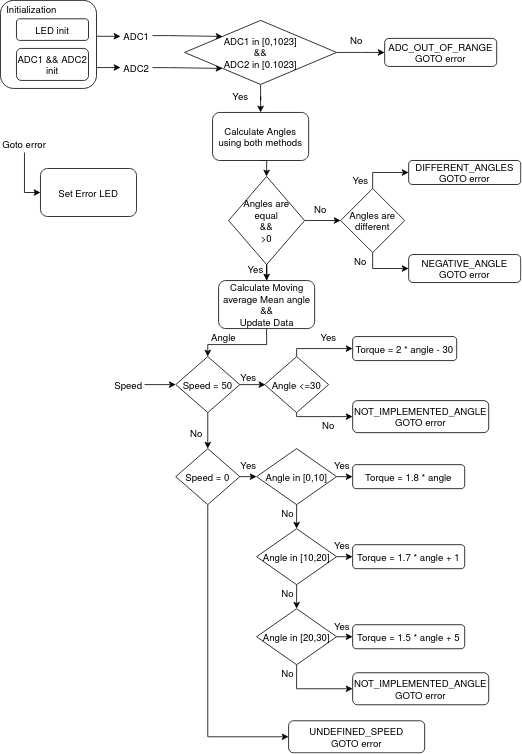 Initialization
LED init
ADC1 && ADC2
init
ADC1
ADC2
ADC1 in [0,1023]
&&
ADC2 in [0.1023]
No
ADC_OUT_OF_RANGE
GOTO error
Yes
Calculate Angles
using both methods
Goto error
Set Error LED
Angles are
equal
&&
>0
No
Angles are
different
Yes
DIFFERENT_ANGLES
GOTO error
No
NEGATIVE_ANGLE
GOTO error
Yes
Calculate Moving
average Mean angle
&&
Update Data
Angle
Speed
Speed = 50
Yes
Angle <=30
Yes
Torque = 2 * angle - 30
No
NOT_IMPLEMENTED_ANGLE
GOTO error
No
Speed = 0
Yes
Angle in [0,10]
Yes
Torque = 1.8 * angle
No
Angle in [10,20]
Yes
Torque = 1.7 * angle + 1
No
Angle in [20,30]
Yes
Torque = 1.5 * angle + 5
No
NOT_IMPLEMENTED_ANGLE
GOTO error
UNDEFINED_SPEED
GOTO error